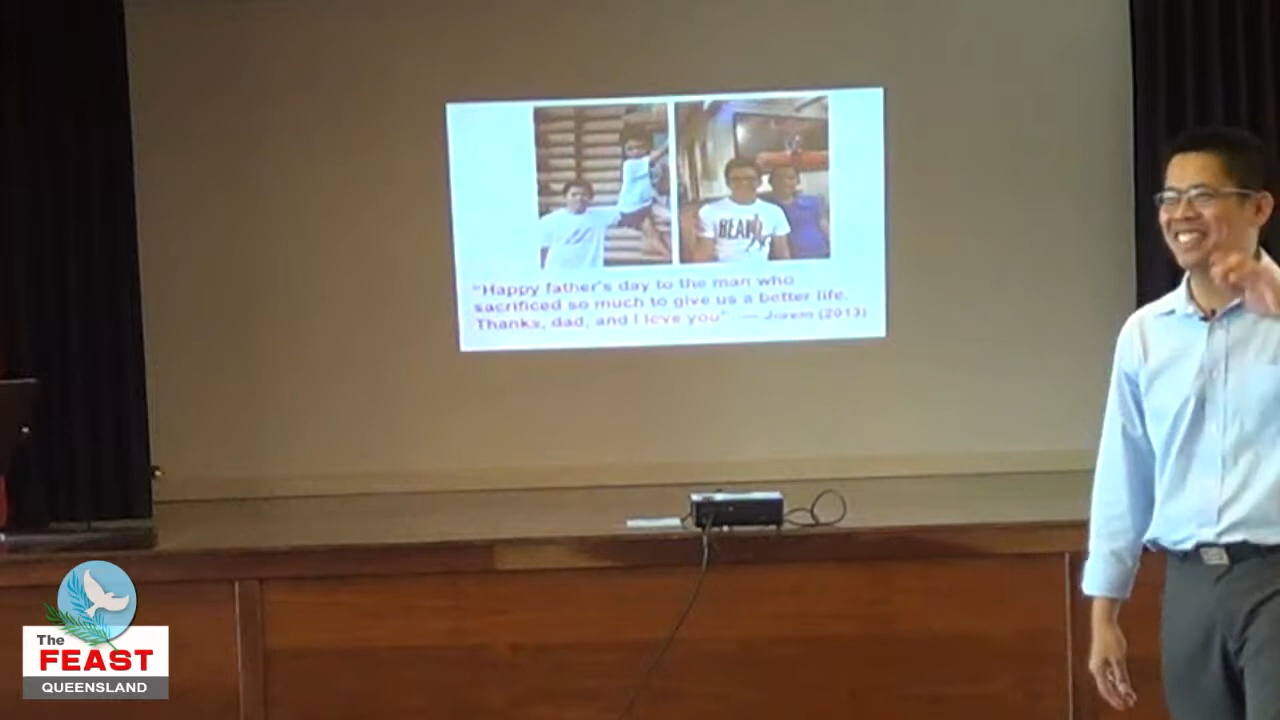 BEAR
"Happy father's day to the man who
sacrificed so much to give us a better life.
Thanks, dad, and I love you" — (2013)
The
FEAST
QUEENSLAND